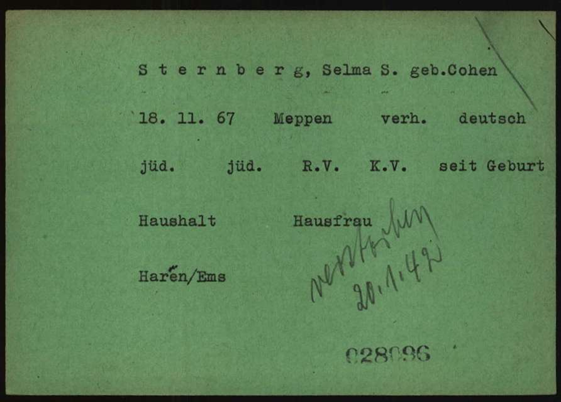 S t e r n b e r g, Selma S. geb.Cohen
18. 11. 67 Meppen verh. deutsch
jüd. jüd. R.V. K.V. seit Geburt
Haushalt Hausfrau
Haren/Ems
verstorben
20.1.42
028096